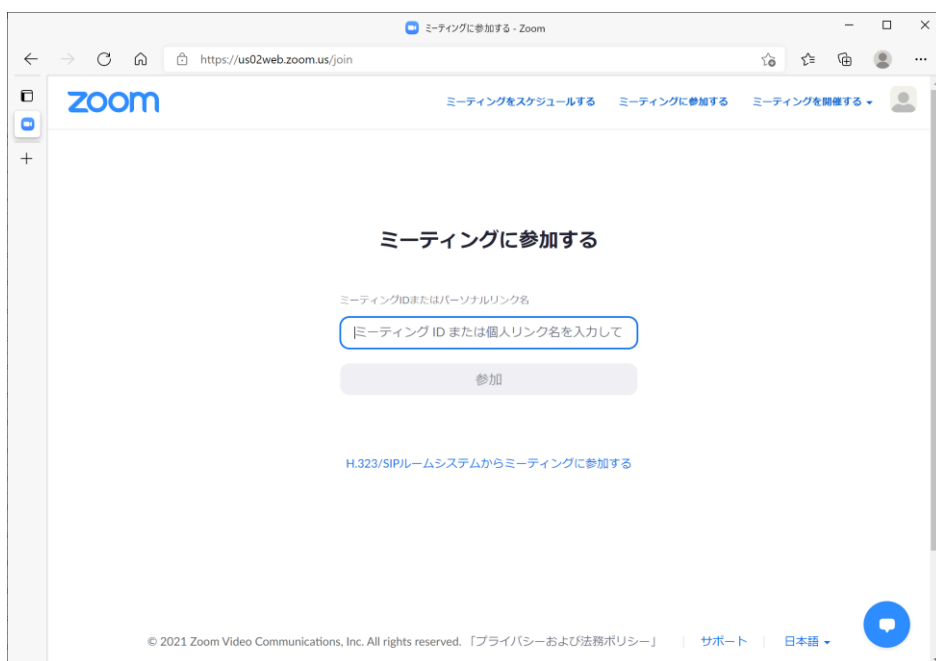 ミーティングに参加する - Zoom
https://us02web.zoom.us/join
zoom
ミーティングをスケジュールする ミーティングに参加する ミーティングを開催する
ミーティングに参加する
ミーティングIDまたはパーソナルリンク名
ミーティング ID または個人リンク名を入力して
参加
H.323/SIPルームシステムからミーティングに参加する
© 2021 Zoom Video Communications, Inc. All rights reserved. 「プライバシーおよび法務ポリシー」 サポート 日本語